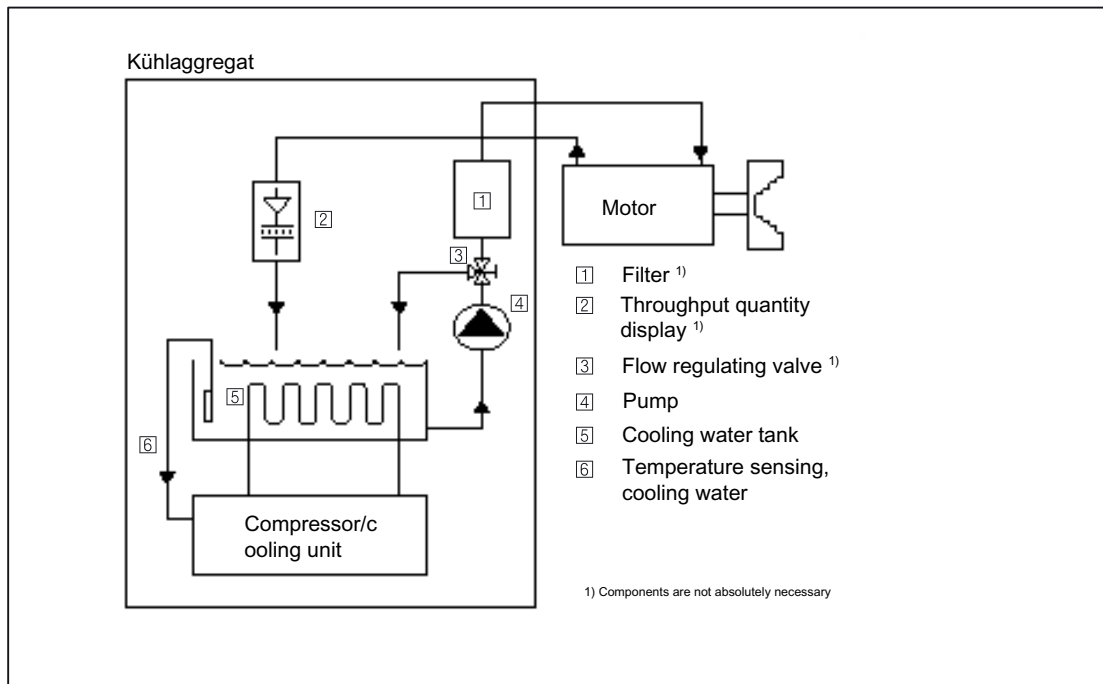 Kühlaggregat
1
2
3
4
5
6
Motor
Compressor/c
ooling unit
1 Filter 1)
2 Throughput quantity
display 1)
3 Flow regulating valve 1)
4 Pump
5 Cooling water tank
6 Temperature sensing,
cooling water
1) Components are not absolutely necessary